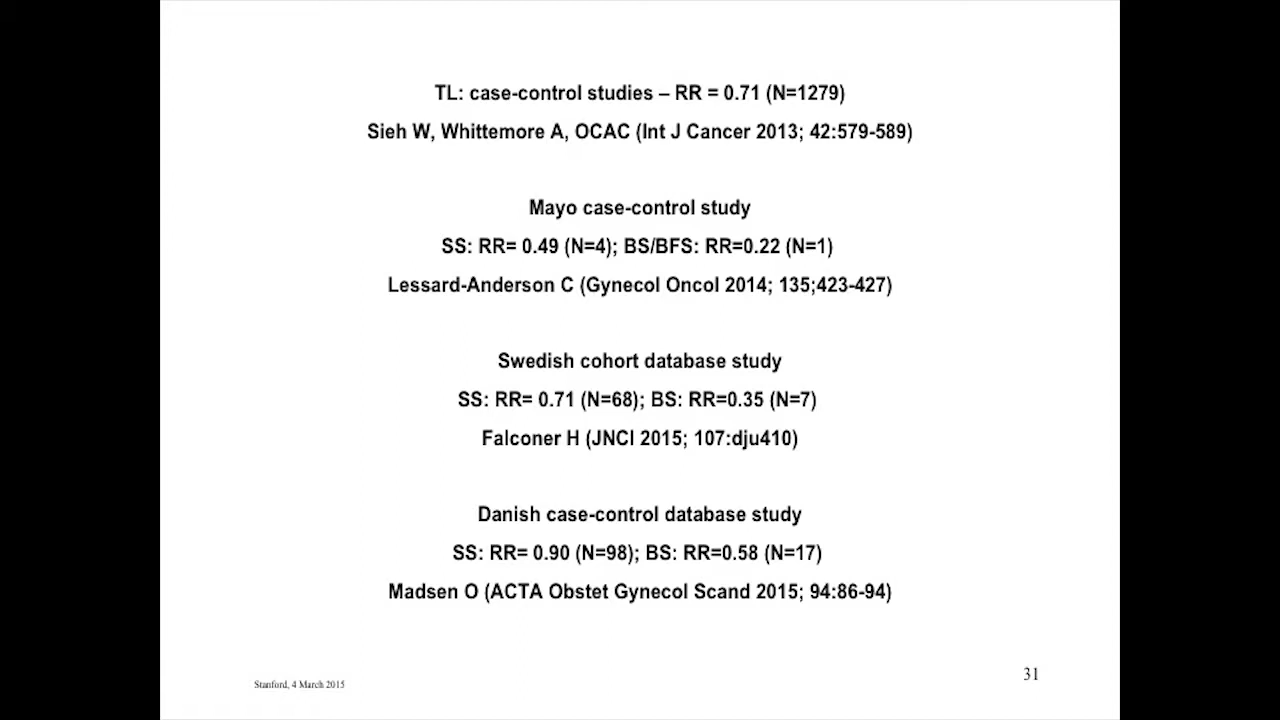 TL: case-control studies – RR = 0.71 (N=1279)
Sieh W, Whittemore A, OCAC (Int J Cancer 2013; 42:579-589)
Mayo case-control study
SS: RR= 0.49 (N=4); BS/BFS: RR=0.22 (N=1)
Lessard-Anderson C (Gynecol Oncol 2014; 135;423-427)
Swedish cohort database study
SS: RR= 0.71 (N=68); BS: RR=0.35 (N=7)
Falconer H (JNCI 2015; 107:dju410)
Danish case-control database study
SS: RR= 0.90 (N=98); BS: RR=0.58 (N=17)
Madsen O (ACTA Obstet Gynecol Scand 2015; 94:86-94)
Stanford, 4 March 2015
31